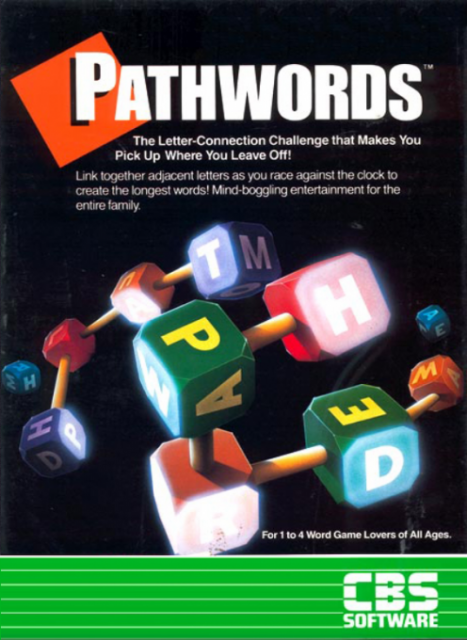 PATHWORDS™
The Letter-Connection Challenge that Makes You
Pick Up Where You Leave Off!
Link together adjacent letters as you race against the clock to
create the longest words! Mind-boggling entertainment for the
entire family.
T M
E A
H
P
W A
A E
M H
W A
H P D
E D
R
For 1 to 4 Word Game Lovers of All Ages.
CBS
SOFTWARE